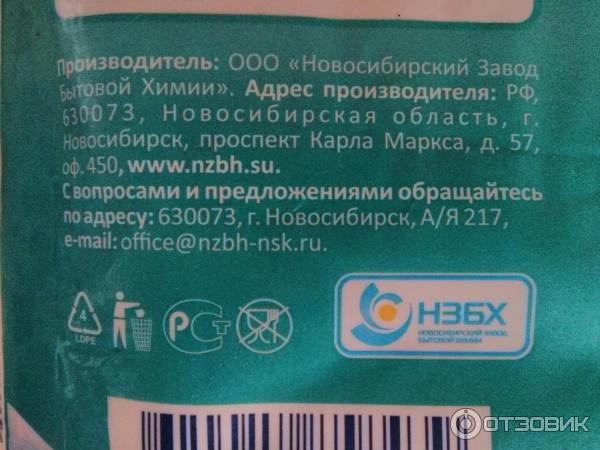 Производитель: ООО «Новосибирский Завод
Бытовой Химии». Адрес производителя: РФ,
630073, Новосибирская область, г.
Новосибирск, проспект Карла Маркса, д. 57,
оф. 450, www.nzbh.su.
С вопросами и предложениями обращайтесь
по адресу: 630073, г. Новосибирск, А/Я 217,
e-mail: office@nzbh-nsk.ru.
4
LDPE
РСТ
НЗБХ
НОВОСИБИРСКИЙ ЗАВОД
БЫТОВОЙ ХИМИИ
ОТЗОВИК